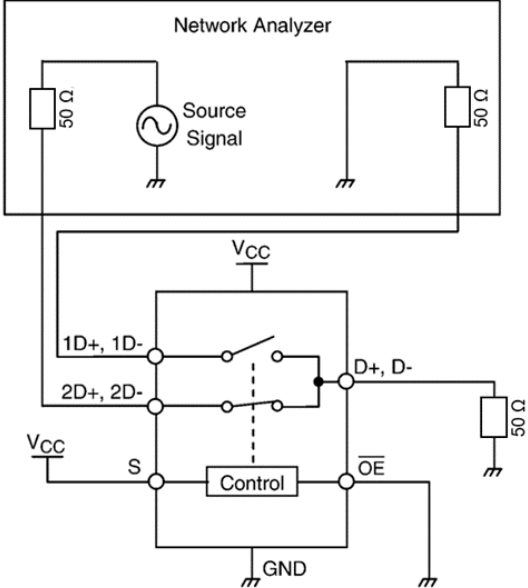 Network Analyzer
50 Ω
Source
Signal
50 Ω
VCC
1D+, 1D-
D+, D-
2D+, 2D-
50 Ω
VCC
S
Control
OE
GND